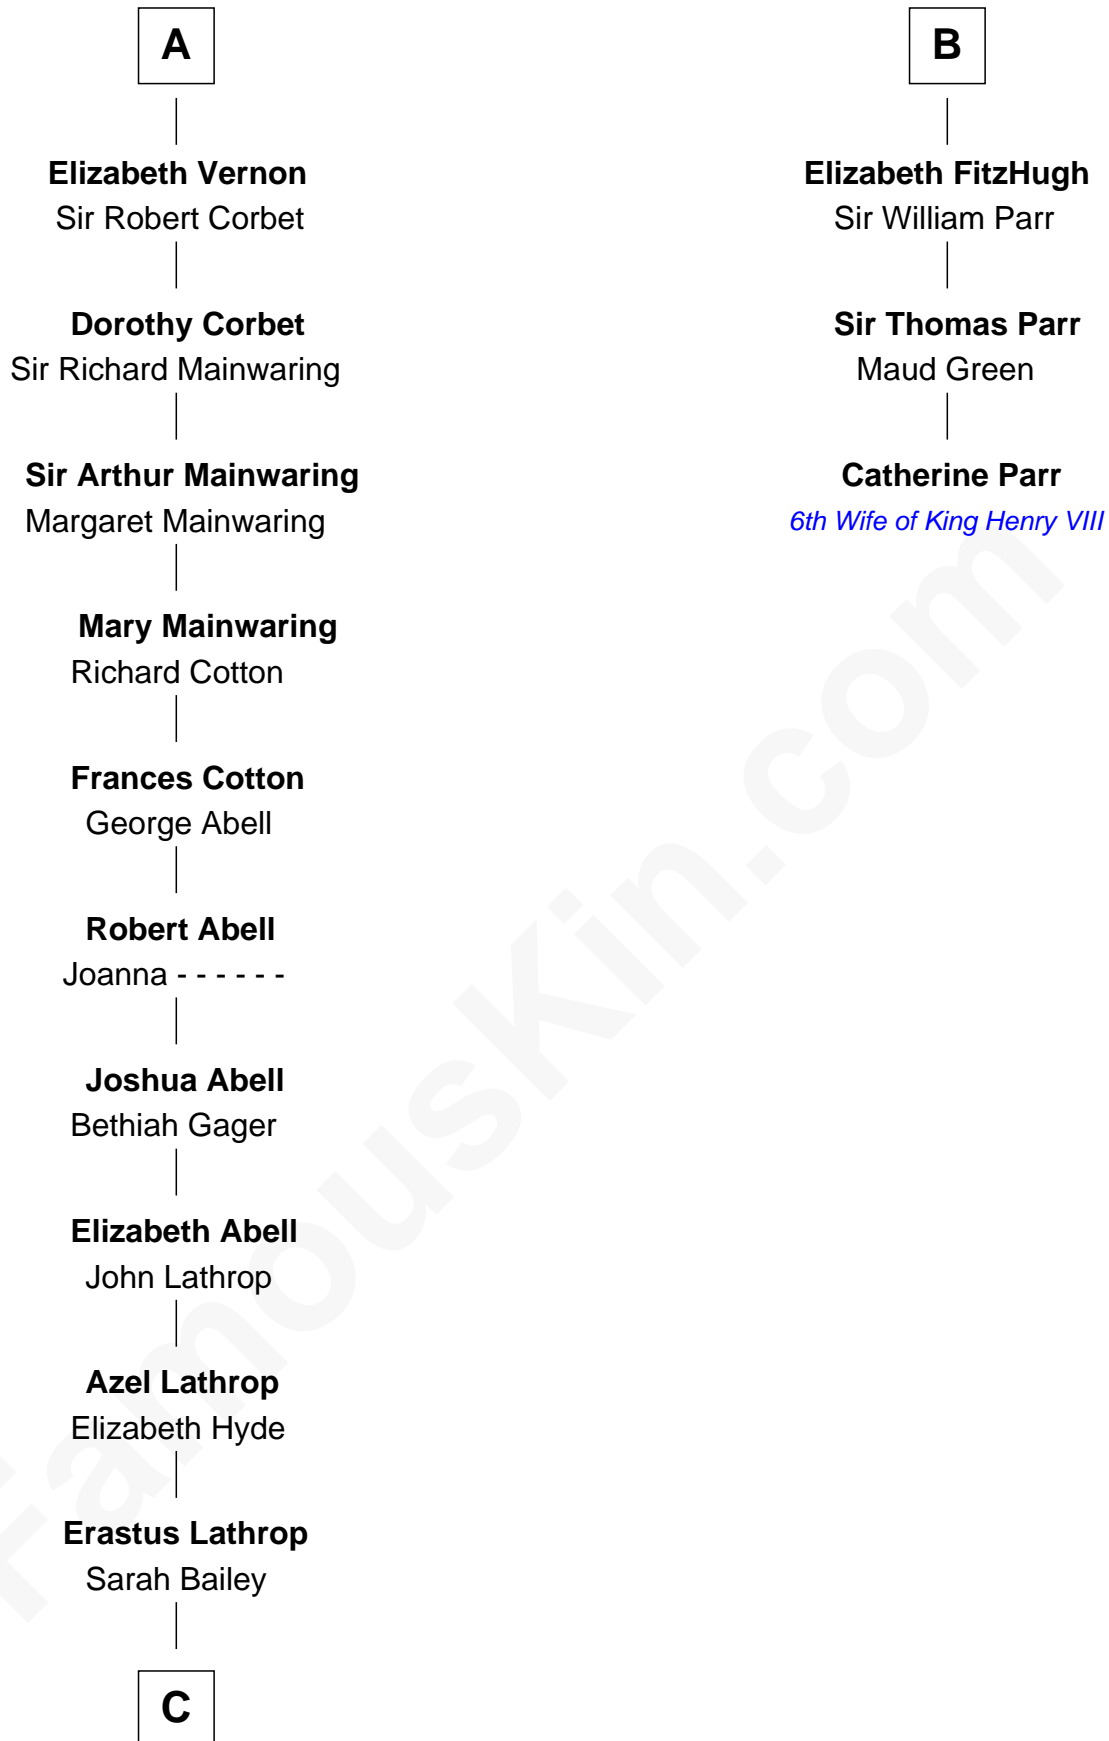 A
Elizabeth Vernon
Sir Robert Corbet
Dorothy Corbet
Sir Richard Mainwaring
Sir Arthur Mainwaring
Margaret Mainwaring
Mary Mainwaring
Richard Cotton
Frances Cotton
George Abell
Robert Abell
Joanna - - - - - -
Joshua Abell
Bethiah Gager
Elizabeth Abell
John Lathrop
Azel Lathrop
Elizabeth Hyde
Erastus Lathrop
Sarah Bailey
C
B
Elizabeth FitzHugh
Sir William Parr
Sir Thomas Parr
Maud Green
Catherine Parr
6th Wife of King Henry VIII
FamousKin.com